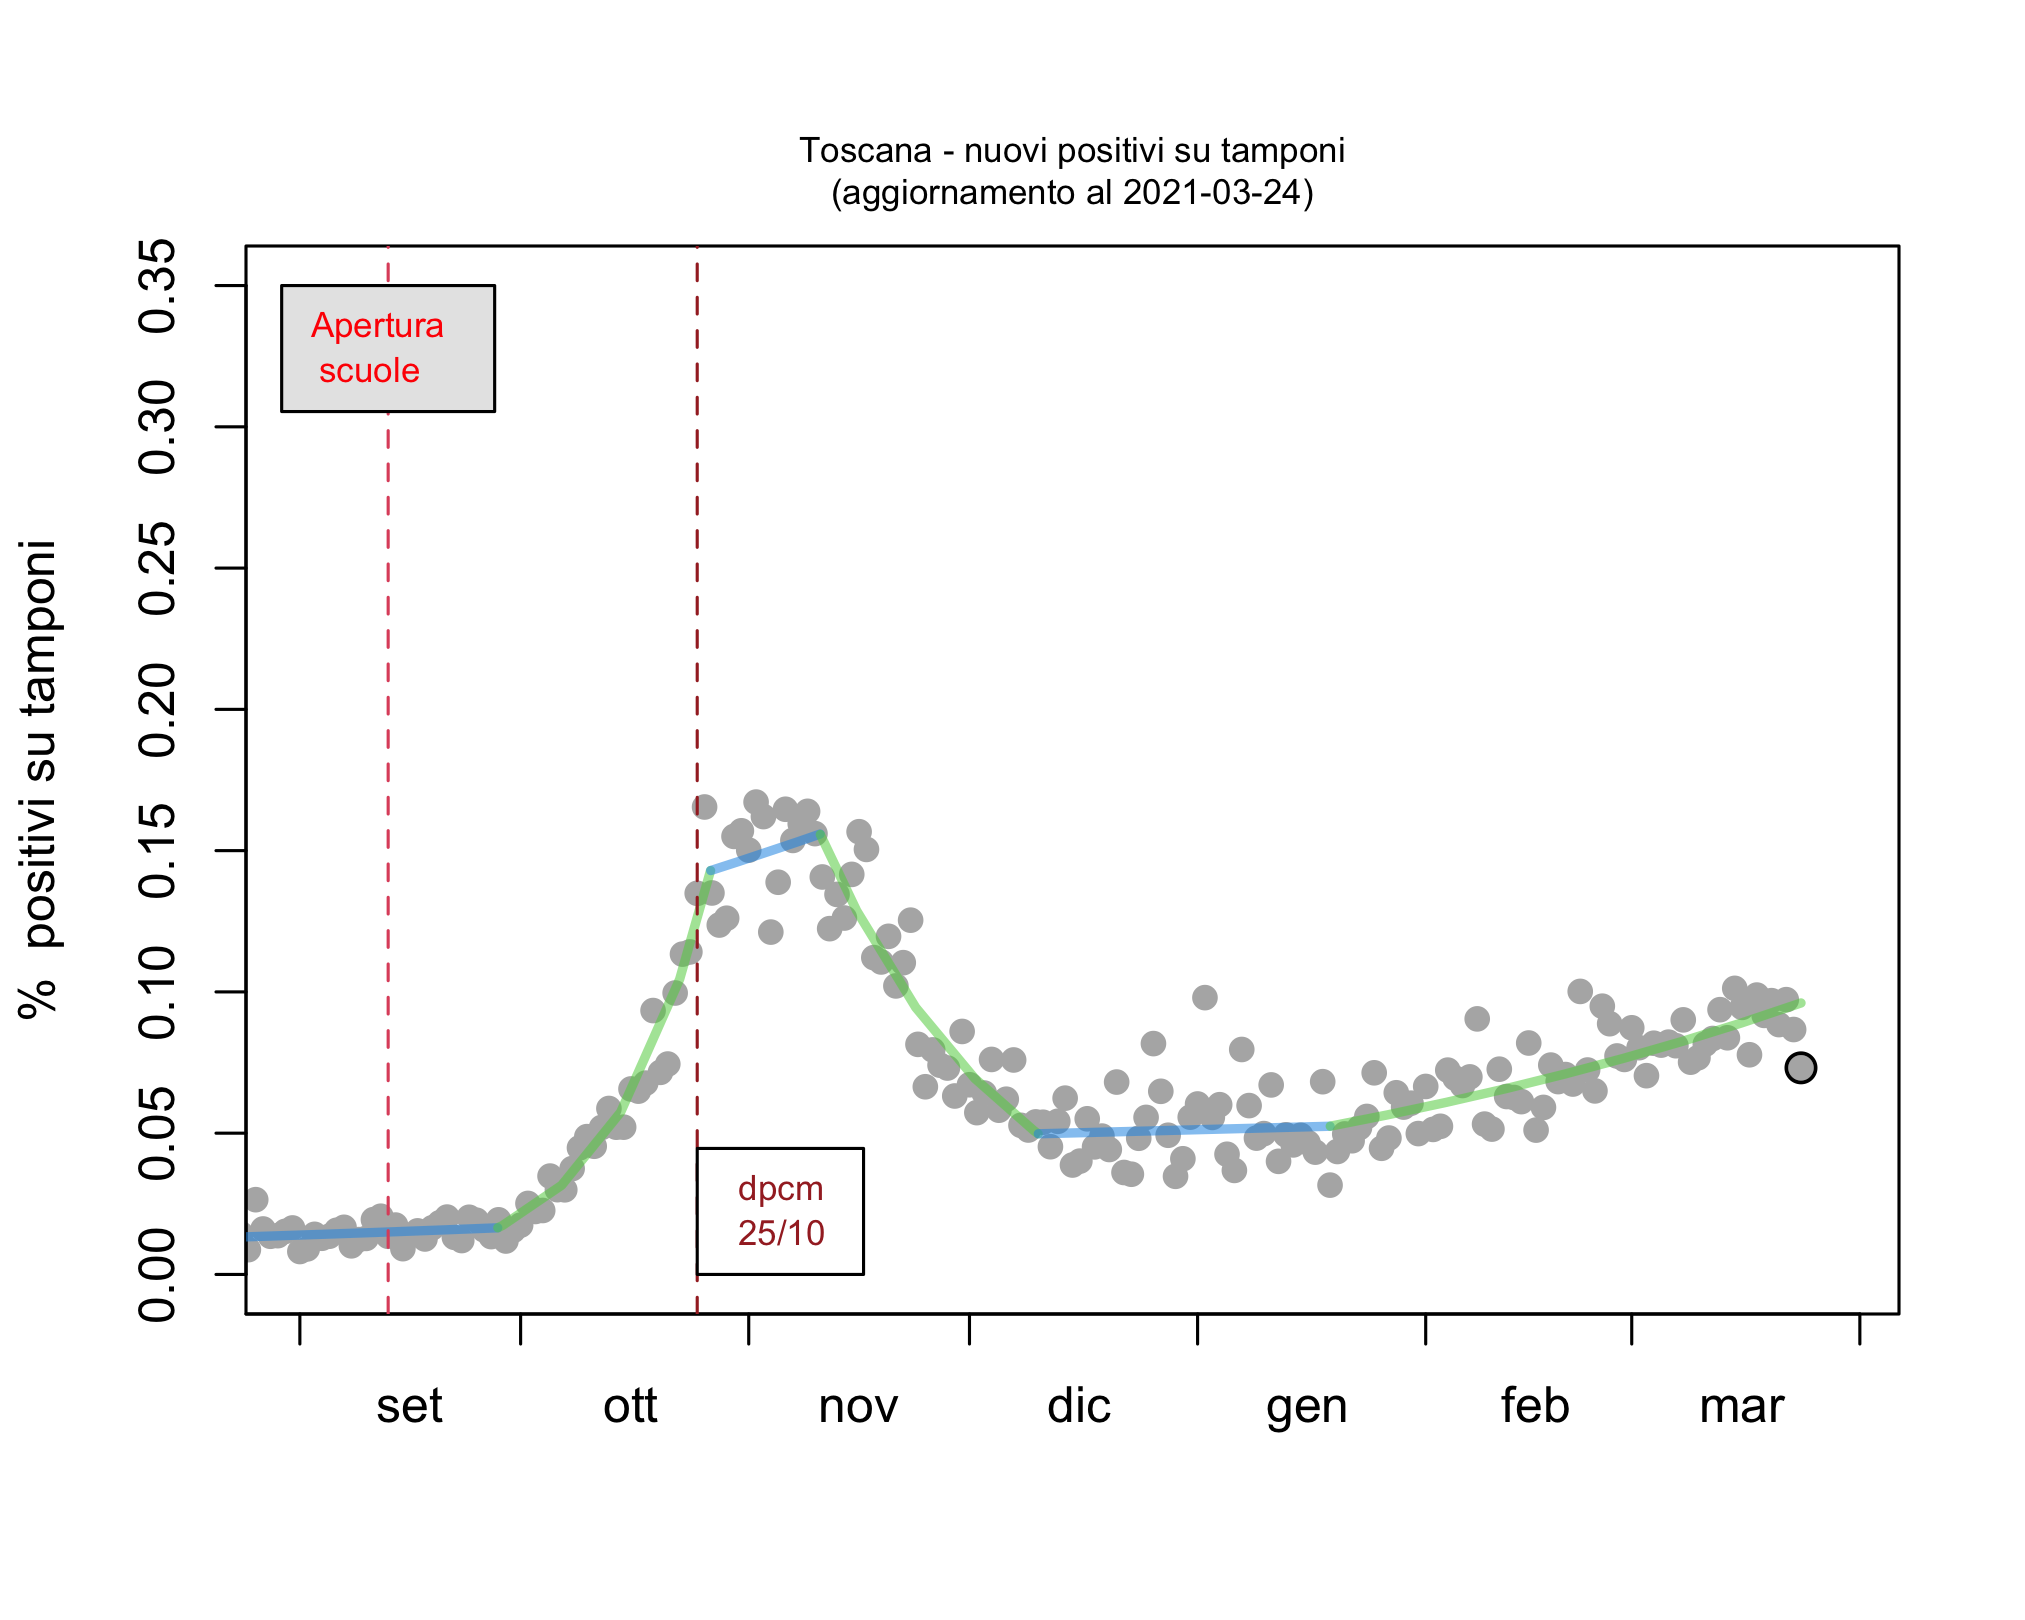 Toscana - nuovi positivi su tamponi
(aggiornamento al 2021-03-24)
% positivi su tamponi
0.35
0.30
0.25
0.20
0.15
0.10
0.05
0.00
Apertura
scuole
dpcm
25/10
set ott nov dic gen feb mar